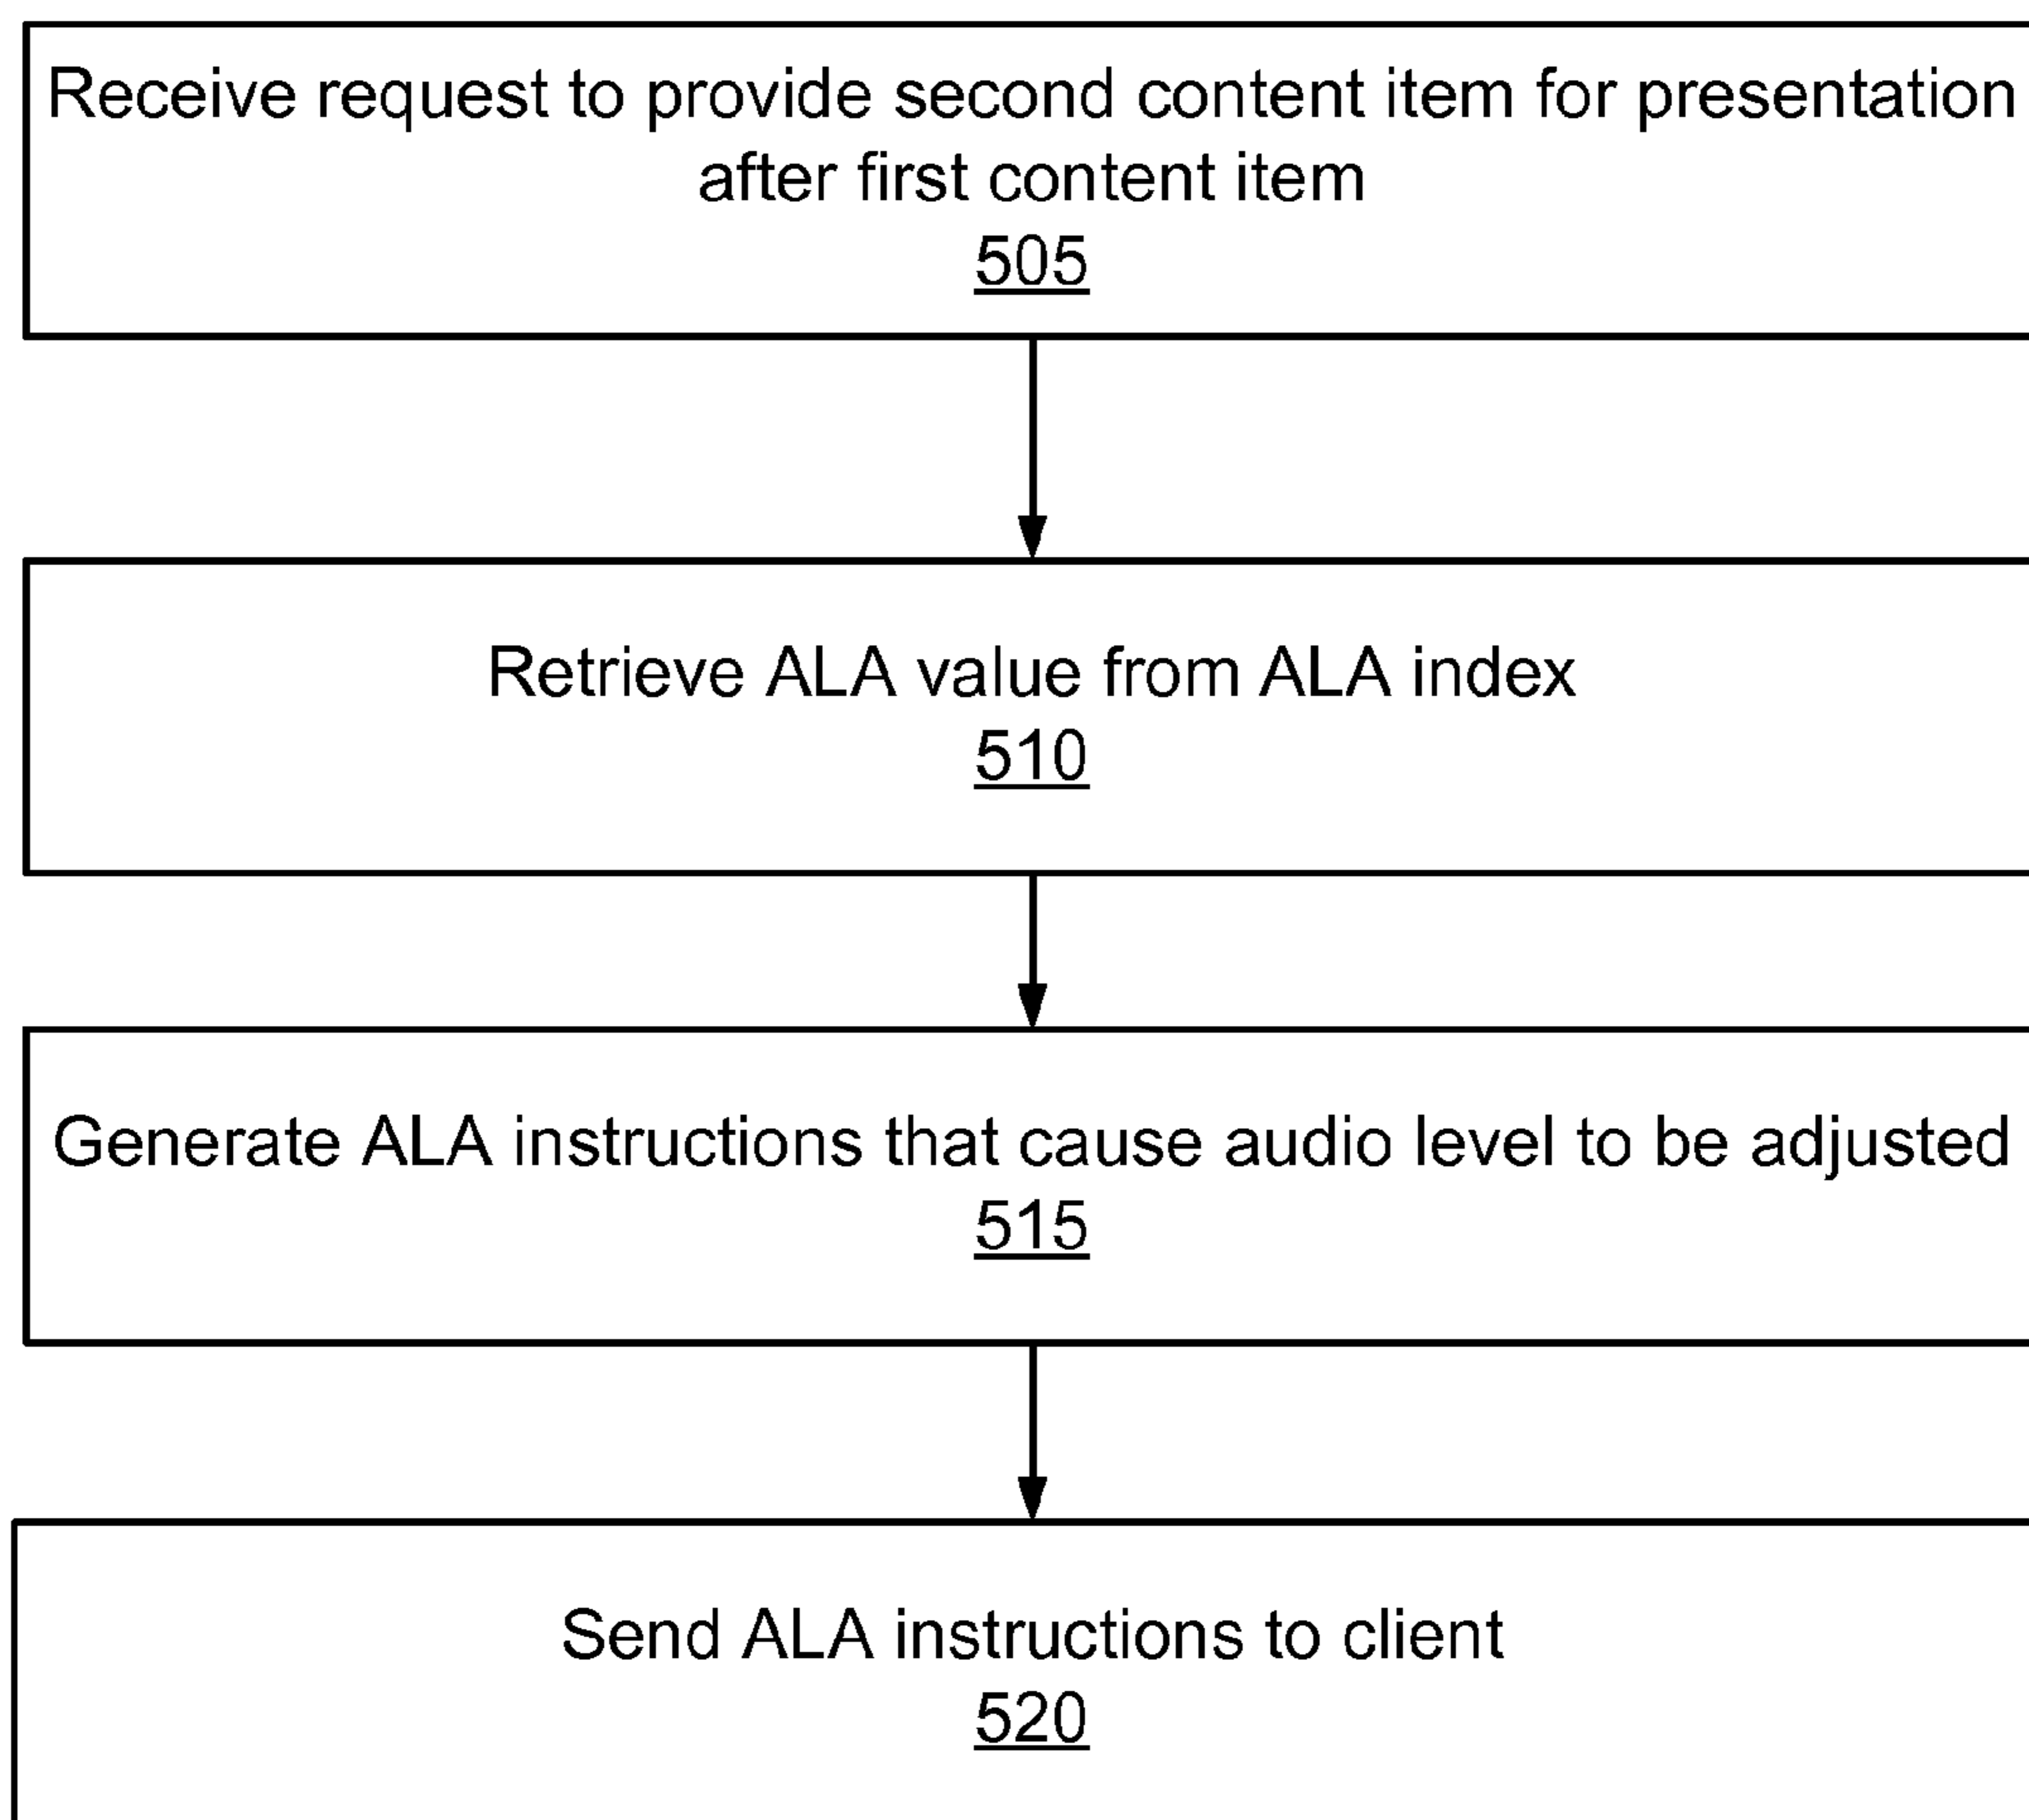 Receive request to provide second content item for presentation
after first content item
505
Retrieve ALA value from ALA index
510
Generate ALA instructions that cause audio level to be adjusted
515
Send ALA instructions to client
520